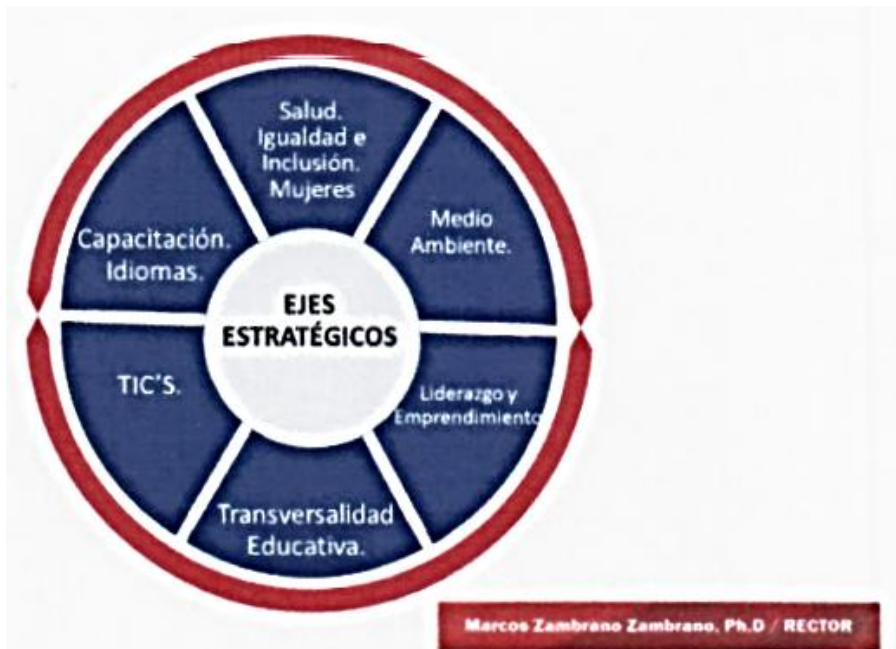 Salud.
Igualdad e
Inclusión.
Mujeres
Medio
Ambiente.
Liderazgo y
Emprendimiento
Transversalidad
Educativa.
TIC'S.
Capacitación.
Idiomas.
EJES
ESTRATÉGICOS
Marcos Zambrano Zambrano, Ph.D / RECTOR